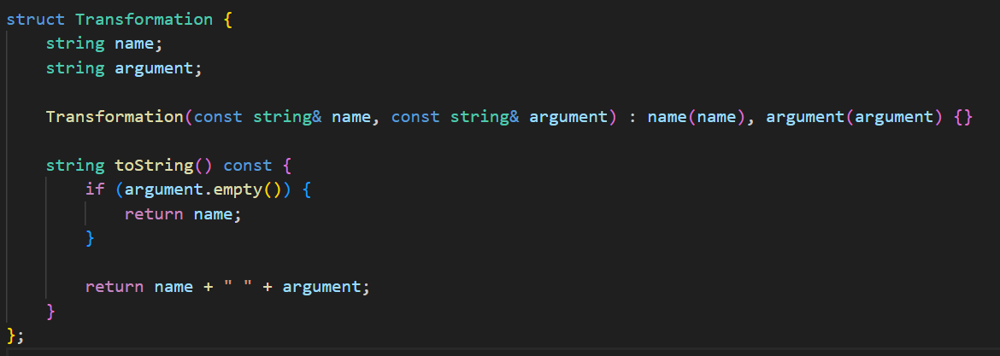 struct Transformation {
    string name;
    string argument;

    Transformation(const string& name, const string& argument) : name(name), argument(argument) {}

    string toString() const {
        if (argument.empty()) {
            return name;
        }

        return name + " " + argument;
    }
};